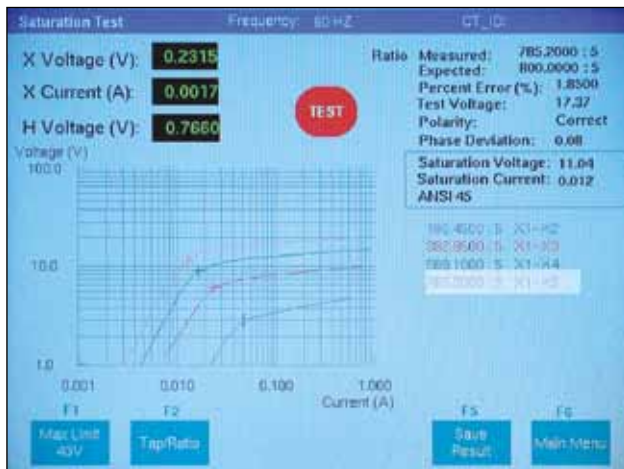 Saturation Test Frequency: 60 HZ CT_ID:
X Voltage (V): 0.2315
X Current (A): 0.0017
H Voltage (V): 0.7660
TEST
Ratio Measured: 785.2000 : 5
Expected: 800.0000 : 5
Percent Error (%): 1.8500
Test Voltage: 17.37
Polarity: Correct
Phase Deviation: 0.08
Saturation Voltage: 11.04
Saturation Current: 0.012
ANSI 45
Voltage (V)
100.0
10.0
1.0
0.001 0.010 0.100 1.000
Current (A)
: 5 X1-X2
: 5 X1-X3
: 5 X1-X4
F1 F2 F5 F6
Max Limit
45V
Tap/Ratio
Save
Result
Main Menu